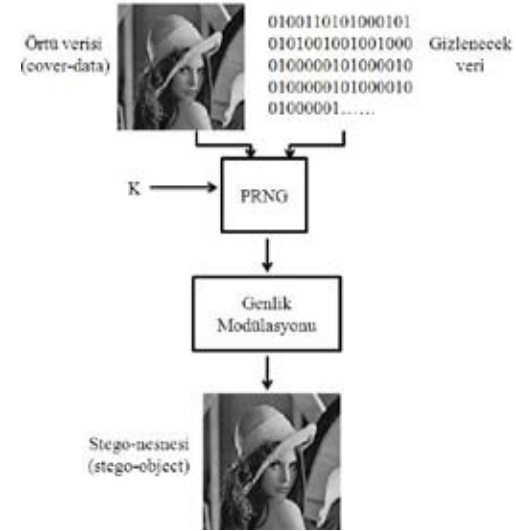 Örtü verisi
(cover-data)
0100110101000101
0101001001001000
0100000101000010
0100000101000010
01000001……
Gizlenecek
veri
K
PRNG
Genlik
Modülasyonu
Stego-nesnesi
(stego-object)